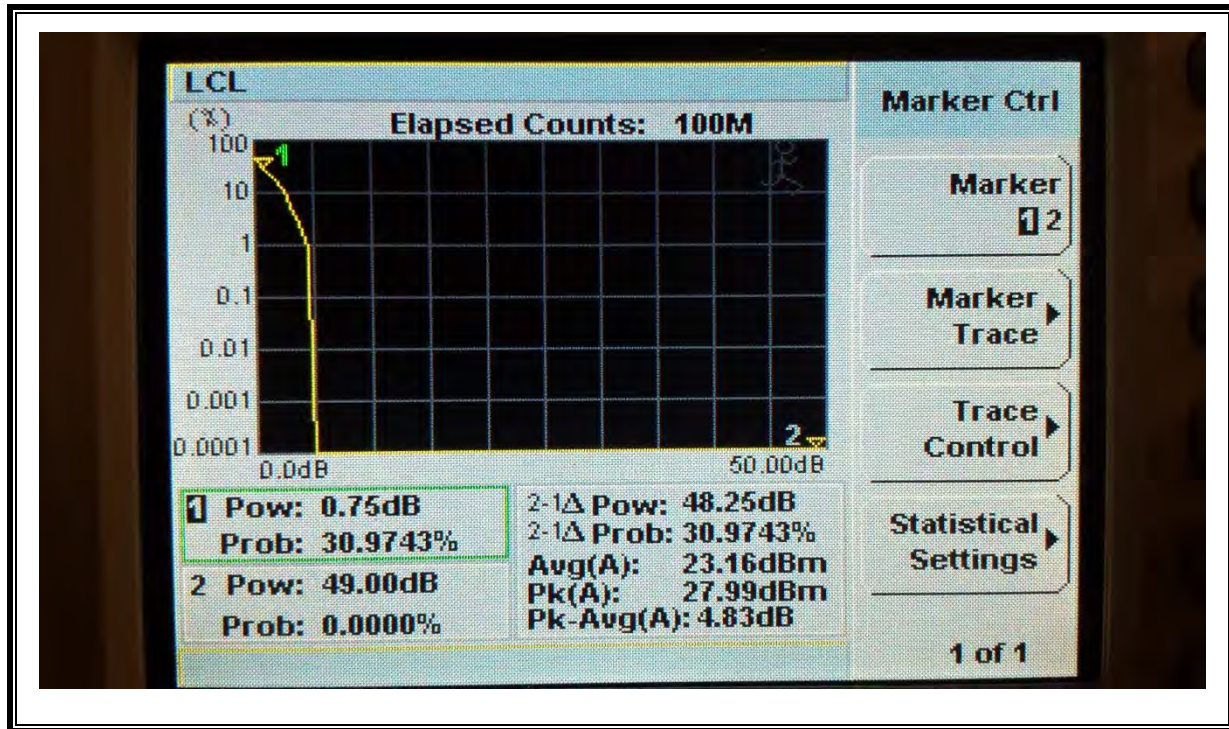 LCL
(%)
Elapsed Counts: 100M
100
10
1
0.1
0.01
0.001
0.0001
1
2
0.0dB
50.00dB
1 Pow: 0.75dB
Prob: 30.9743%
2 Pow: 49.00dB
Prob: 0.0000%
2-1Δ Pow: 48.25dB
2-1Δ Prob: 30.9743%
Avg(A): 23.16dBm
Pk(A): 27.99dBm
Pk-Avg(A): 4.83dB
Marker Ctrl
Marker
1 2
Marker
Trace
Trace
Control
Statistical
Settings
1 of 1